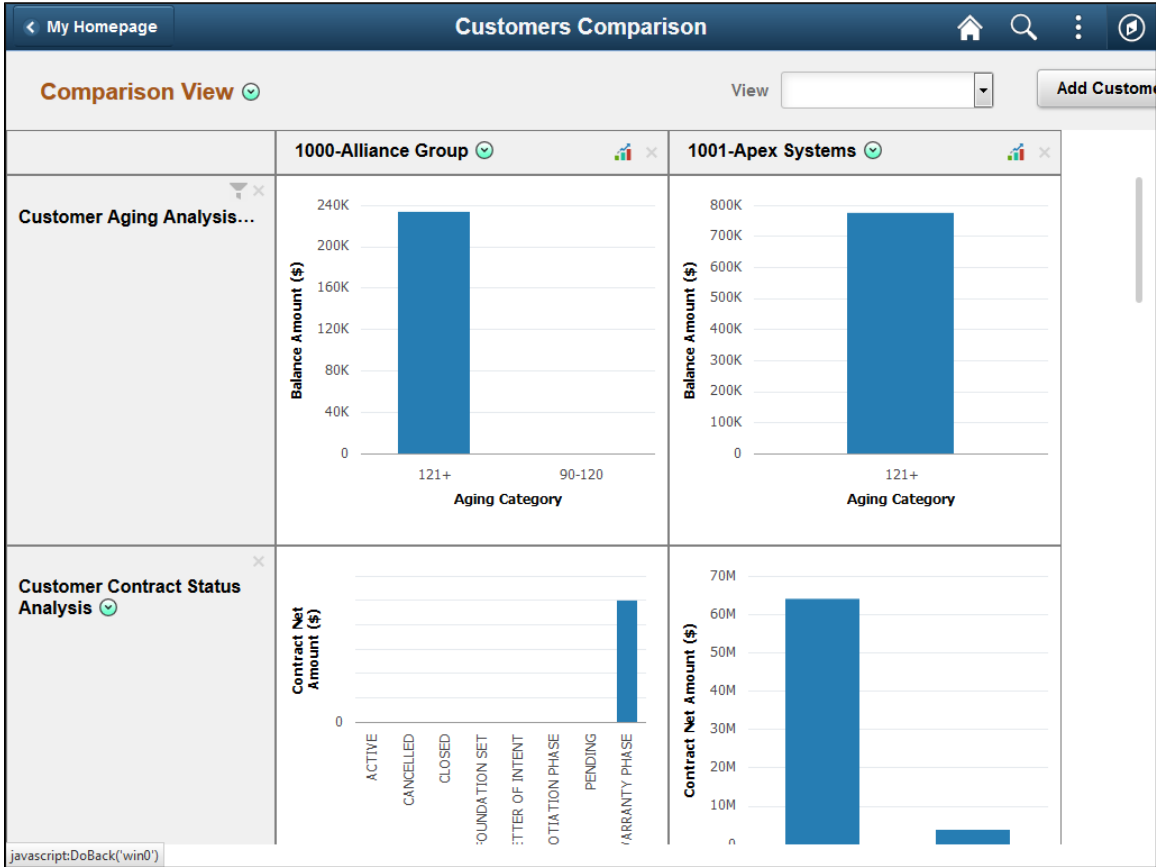 My Homepage
Customers Comparison
Comparison View
View
Add Custome
1000-Alliance Group
1001-Apex Systems
Customer Aging Analysis...
240K
200K
160K
120K
80K
40K
0
Balance Amount ($)
121+
90-120
Aging Category
800K
700K
600K
500K
400K
300K
200K
100K
0
Balance Amount ($)
121+
Aging Category
Customer Contract Status
Analysis
Contract Net
Amount ($)
0
ACTIVE
CANCELLED
CLOSED
OUNDATION SET
ETTER OF INTENT
OTIATION PHASE
PENDING
WARRANTY PHASE
70M
60M
50M
40M
30M
20M
10M
0
Contract Net Amount ($)
javascript:DoBack('win0')